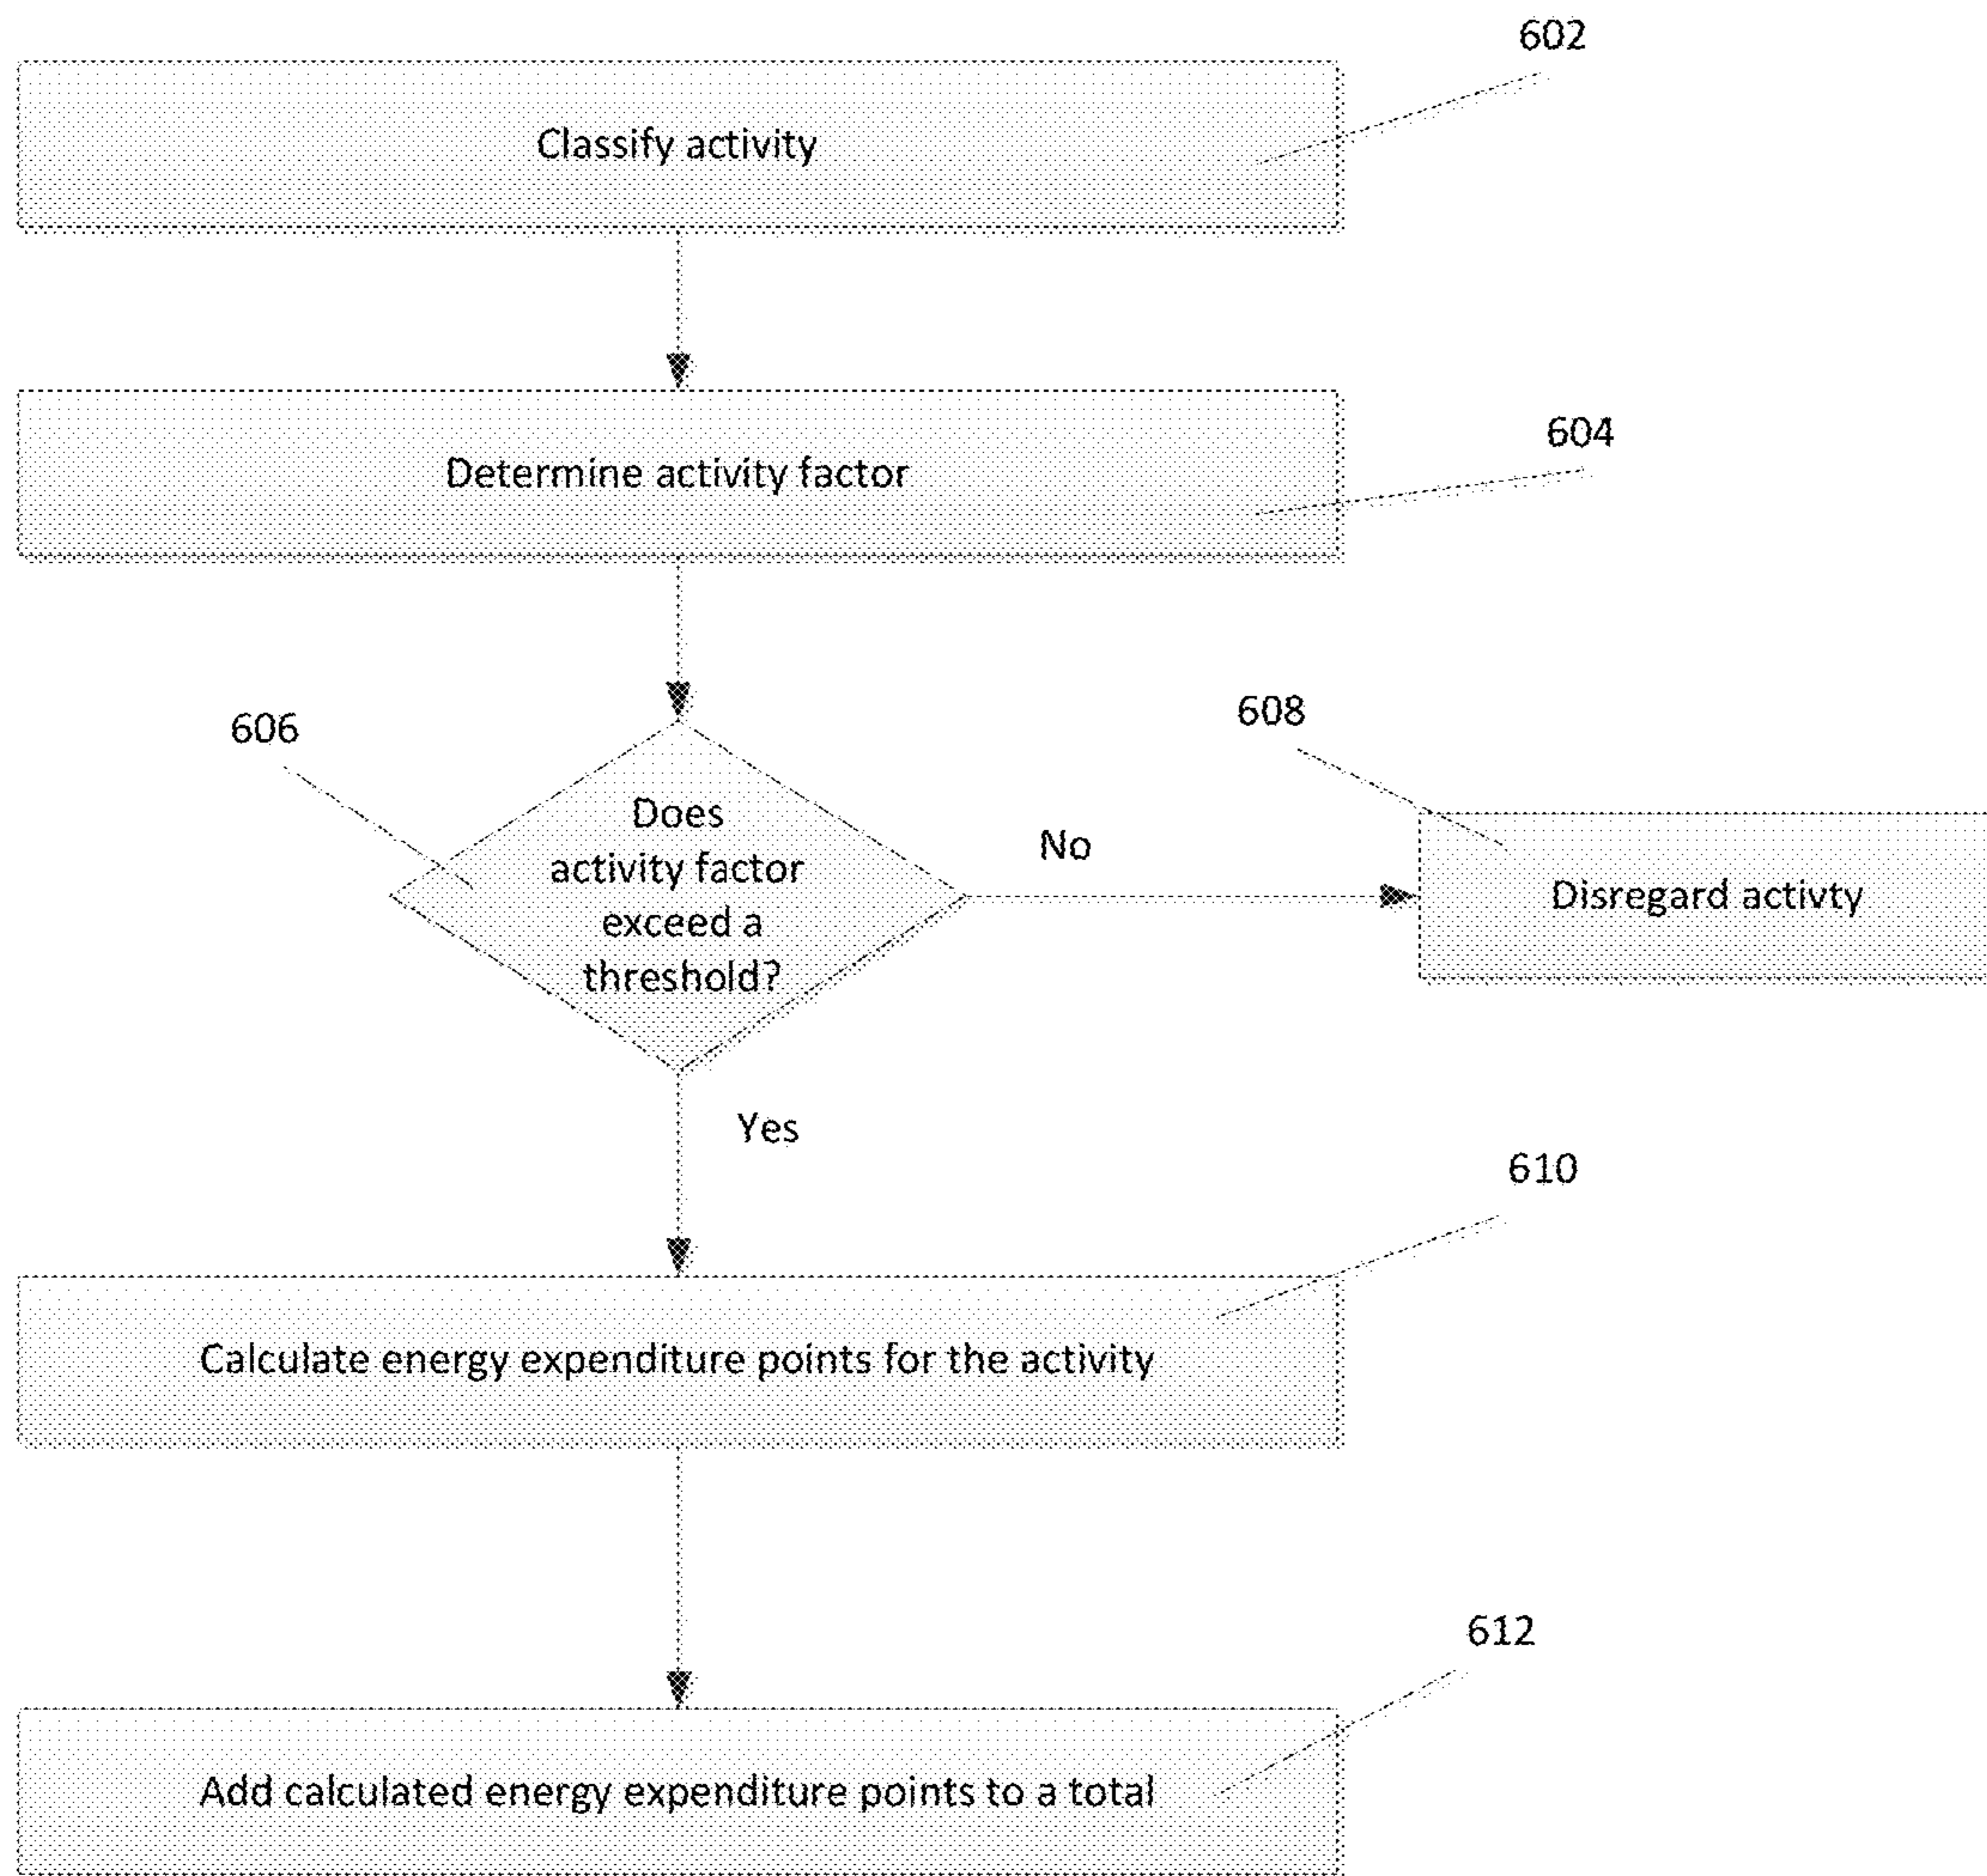 602
Classify activity
604
Determine activity factor
606
Does
activity factor
exceed a
threshold?
No
608
Disregard activty
Yes
610
Calculate energy expenditure points for the activity
612
Add calculated energy expenditure points to a total